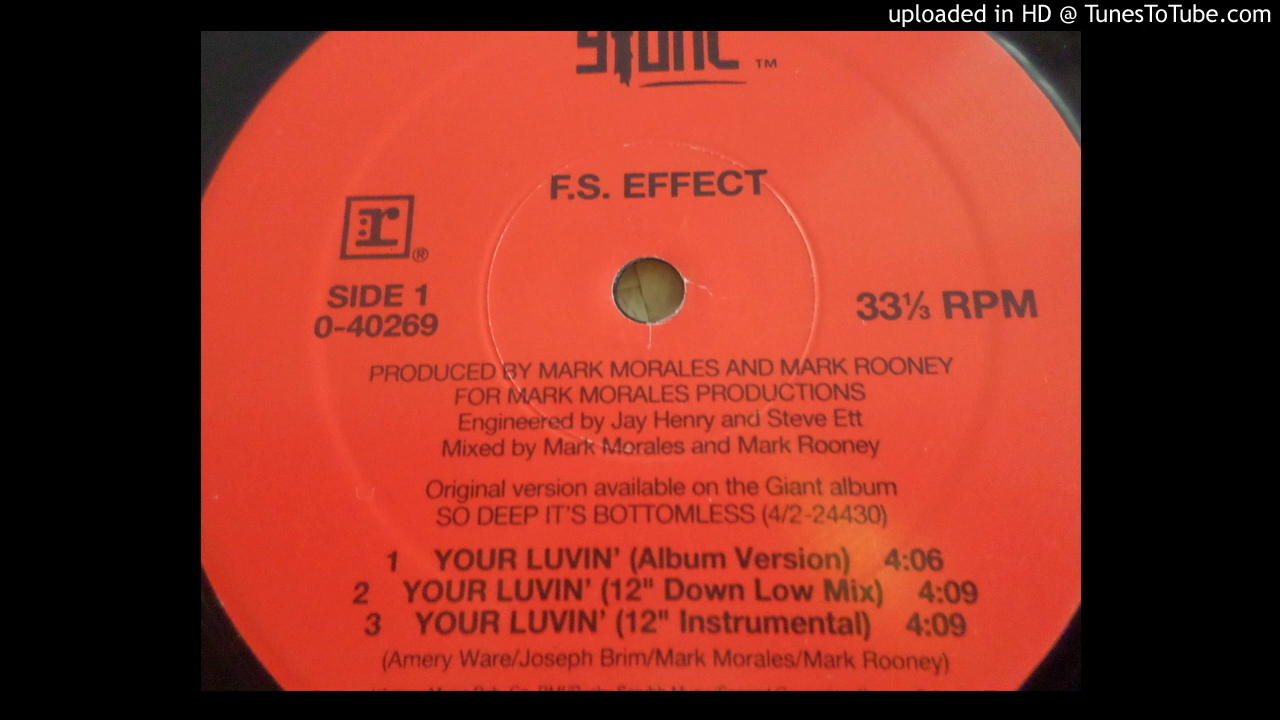 uploaded in HD @ TunesToTube.com
GIANT ™
F.S. EFFECT
r ®
SIDE 1
0-40269
33⅓ RPM
PRODUCED BY MARK MORALES AND MARK ROONEY
FOR MARK MORALES PRODUCTIONS
Engineered by Jay Henry and Steve Ett
Mixed by Mark Morales and Mark Rooney
Original version available on the Giant album
SO DEEP IT'S BOTTOMLESS (4/2-24430)
1 YOUR LUVIN' (Album Version) 4:06
2 YOUR LUVIN' (12" Down Low Mix) 4:09
3 YOUR LUVIN' (12" Instrumental) 4:09
(Amery Ware/Joseph Brim/Mark Morales/Mark Rooney)